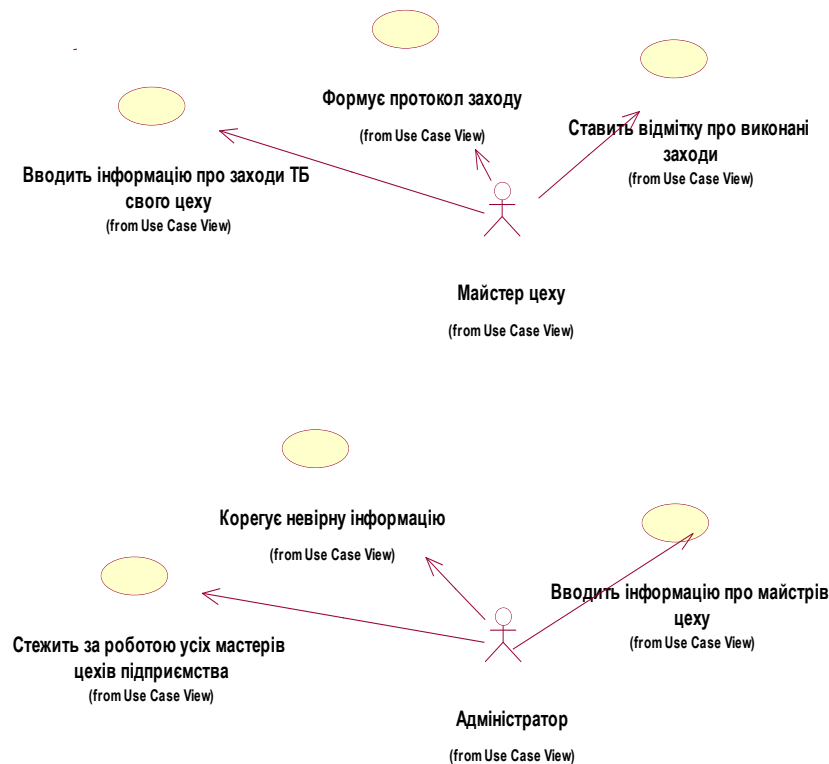 Формує протокол заходу
(from Use Case View)
Ставить відмітку про виконані
заходи
(from Use Case View)
Вводить інформацію про заходи ТБ
свого цеху
(from Use Case View)
Майстер цеху
(from Use Case View)
Корегує невірну інформацію
(from Use Case View)
Вводить інформацію про майстрів
цеху
(from Use Case View)
Стежить за роботою усіх мастерів
цехів підприємства
(from Use Case View)
Адміністратор
(from Use Case View)